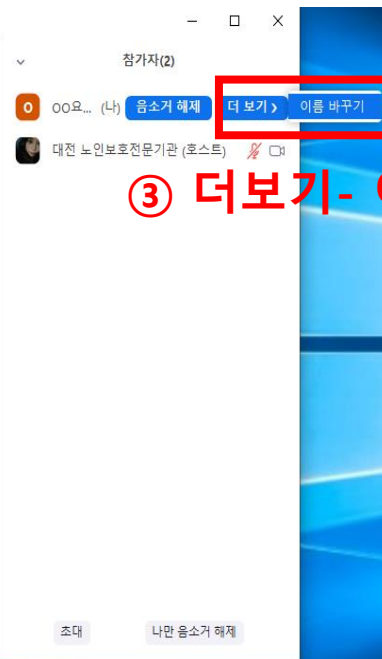 참가자(2)
O OO요... (나) 음소거 해제 더 보기 > 이름 바꾸기
대전 노인보호전문기관 (호스트)
③ 더보기-
초대 나만 음소거 해제